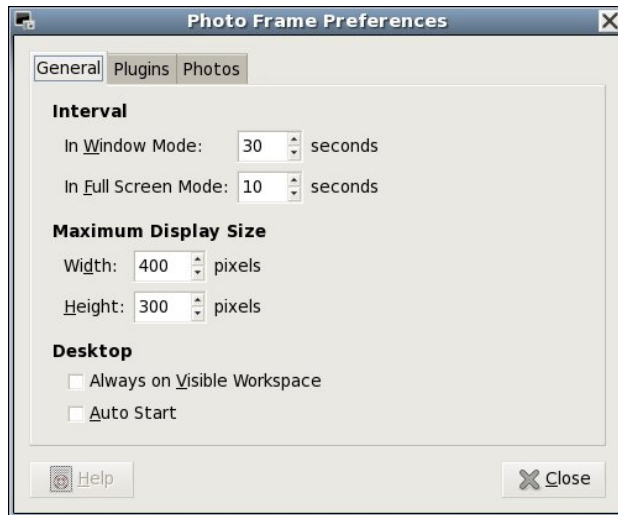 Photo Frame Preferences
General Plugins Photos
Interval
In Window Mode: 30 seconds
In Full Screen Mode: 10 seconds
Maximum Display Size
Width: 400 pixels
Height: 300 pixels
Desktop
Always on Visible Workspace
Auto Start
Help Close